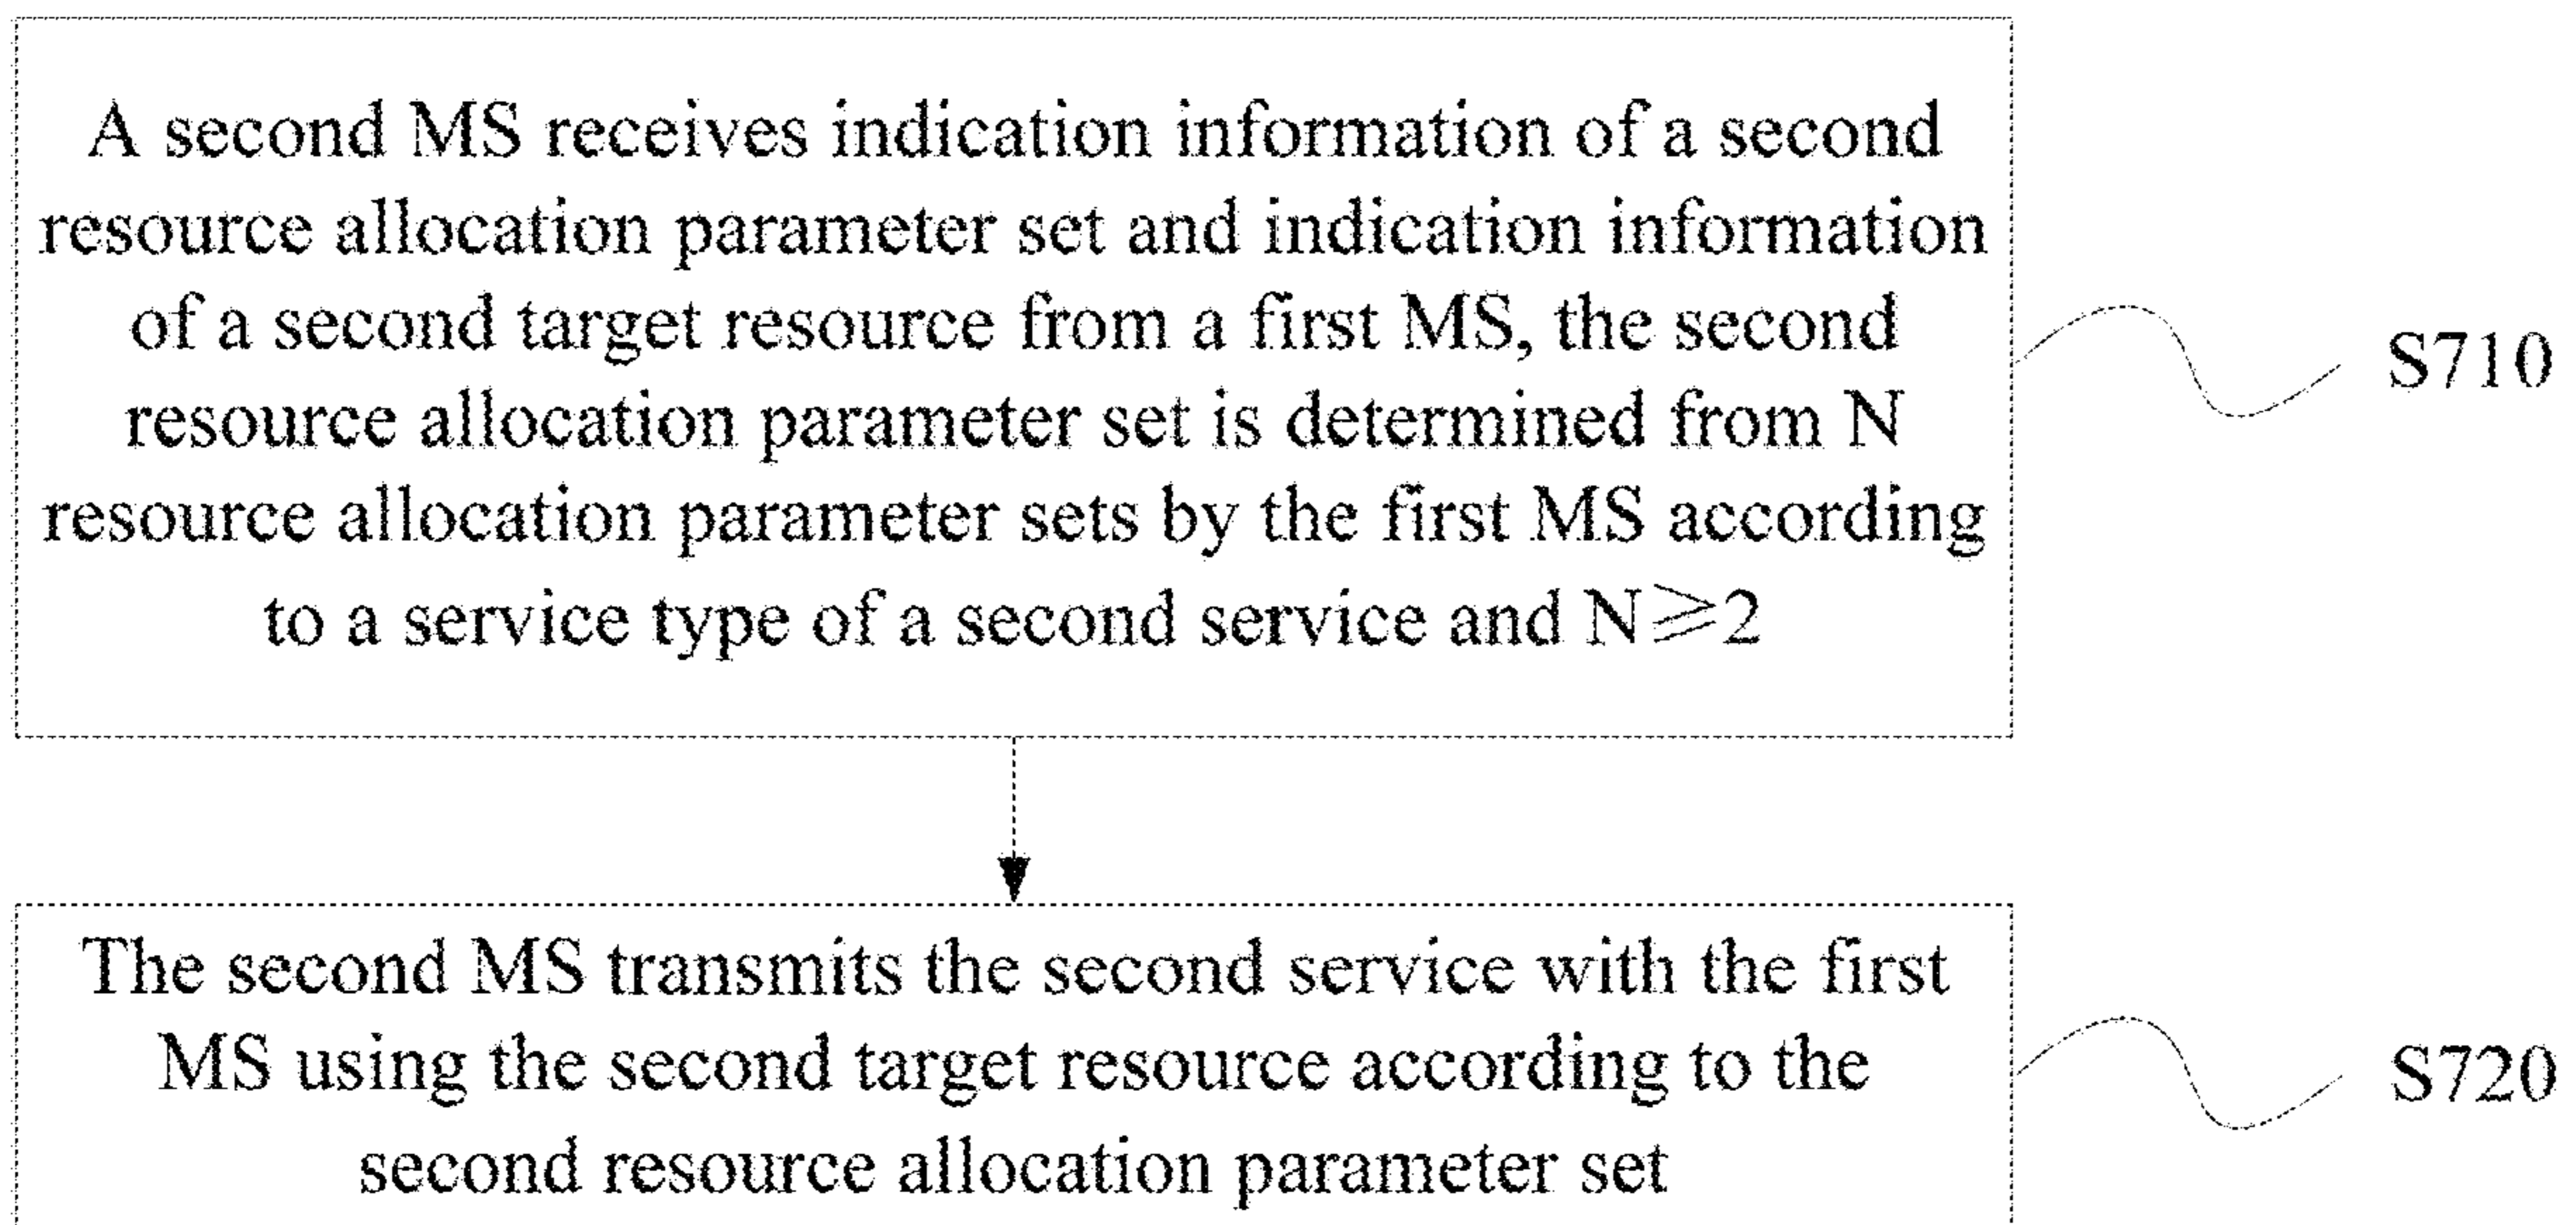 A second MS receives indication information of a second
resource allocation parameter set and indication information
of a second target resource from a first MS, the second
resource allocation parameter set is determined from N
resource allocation parameter sets by the first MS according
to a service type of a second service and N⩾2
S710
The second MS transmits the second service with the first
MS using the second target resource according to the
second resource allocation parameter set
S720